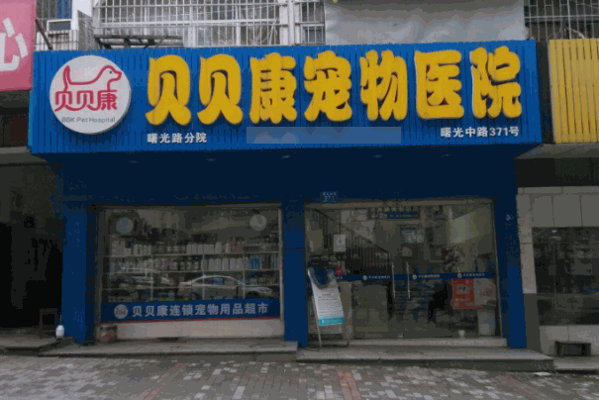 心
贝贝康
BBK Pet Hospital
贝贝康宠物医院
曙光路分院
曙光中路371号
贝贝康连锁宠物用品超市